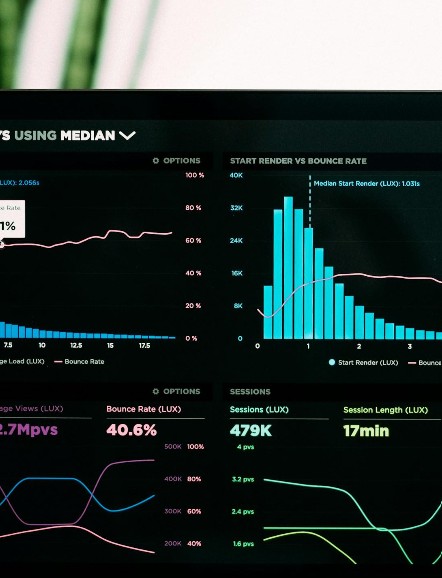 YS USING MEDIAN
OPTIONS
(LUX): 2.056s
100 %
80 %
60 %
40 %
20 %
0 %
ce Rate
1%
7.5 10 12.5 15 17.5
ge Load (LUX) Bounce Rate
START RENDER VS BOUNCE RATE
Median Start Render (LUX): 1.031s
40K
32K
24K
16K
8K
0
0 1 2 3
Start Render (LUX) Bounce
OPTIONS
age Views (LUX) Bounce Rate (LUX)
2.7Mpvs 40.6%
500K 100%
400K 80%
300K 60%
200K 40%
SESSIONS
Sessions (LUX) Session Length (LUX)
479K 17min
4 pvs
3.2 pvs
2.4 pvs
1.6 pvs